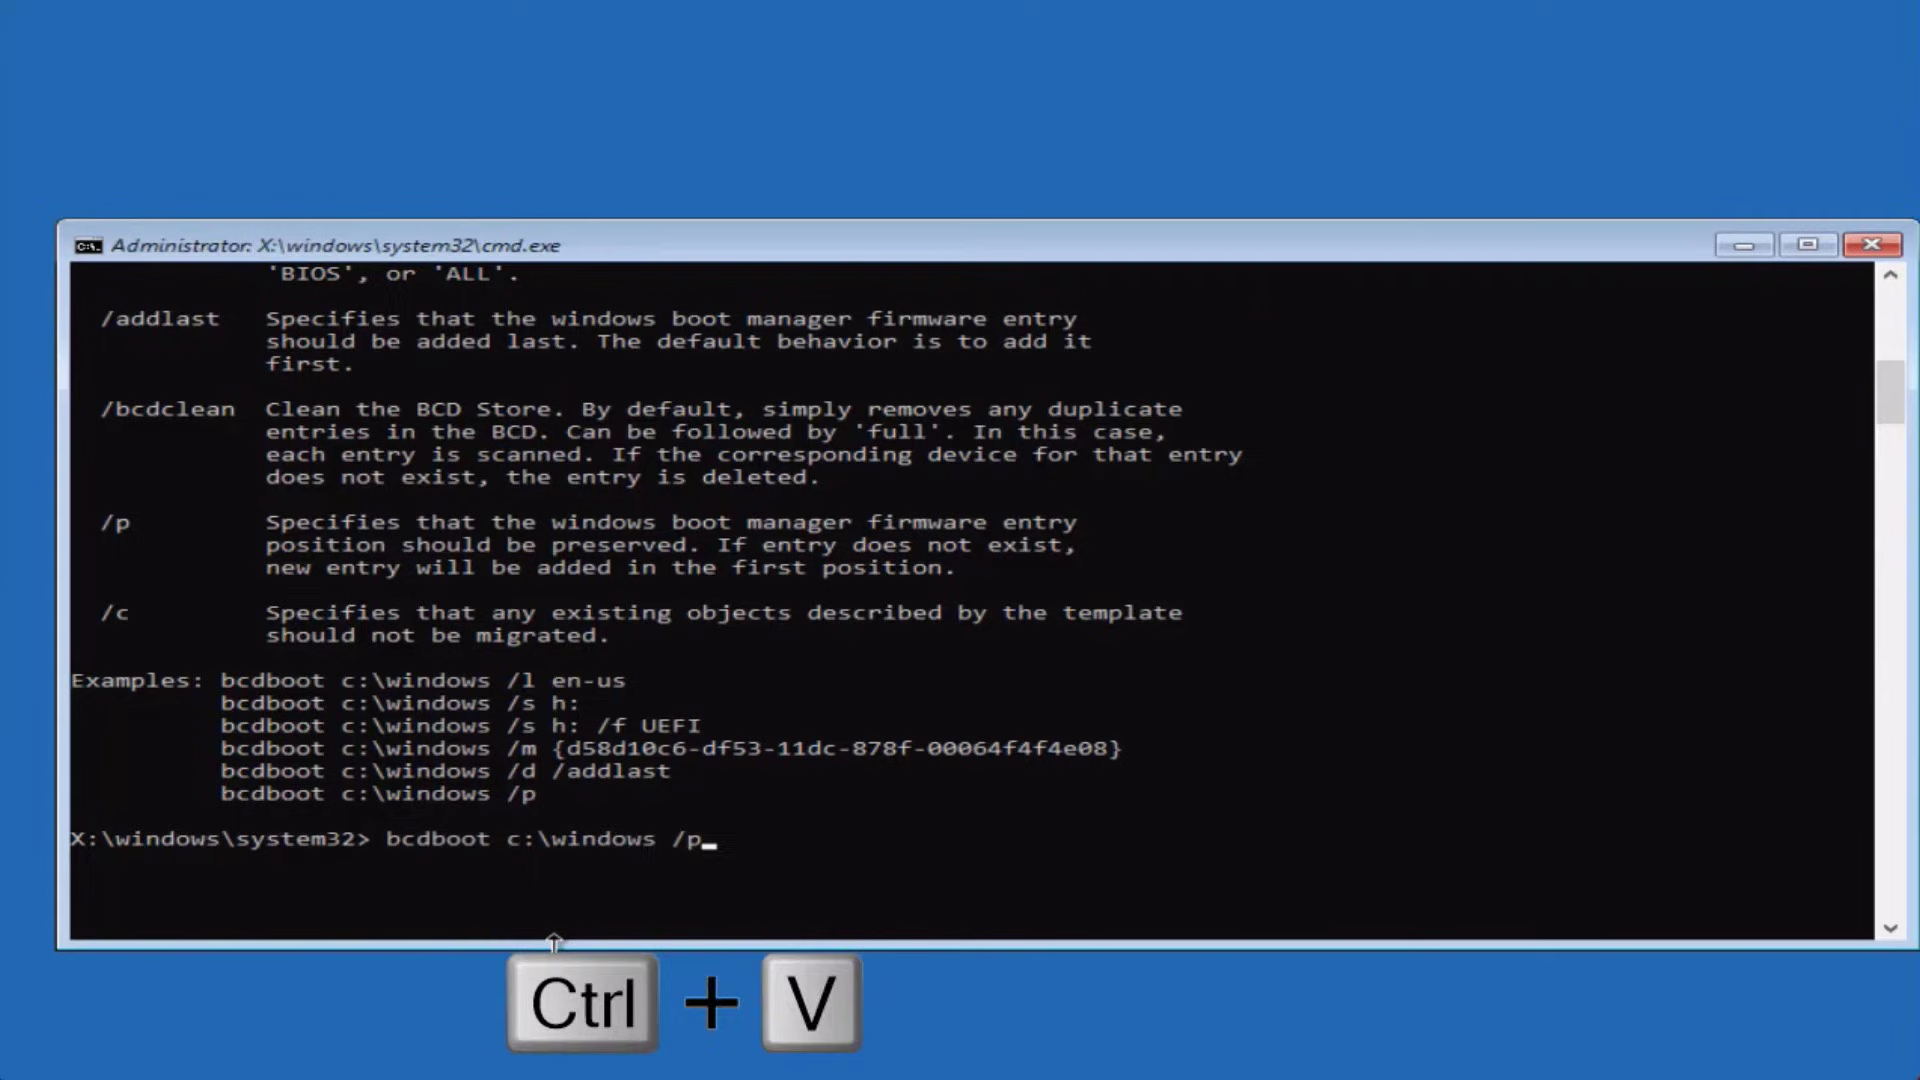 Administrator: X:\windows\system32\cmd.exe
'BIOS', or 'ALL'.
/addlast Specifies that the windows boot manager firmware entry
should be added last. The default behavior is to add it
first.
/bcdclean Clean the BCD Store. By default, simply removes any duplicate
entries in the BCD. Can be followed by 'full'. In this case,
each entry is scanned. If the corresponding device for that entry
does not exist, the entry is deleted.
/p Specifies that the windows boot manager firmware entry
position should be preserved. If entry does not exist,
new entry will be added in the first position.
/c Specifies that any existing objects described by the template
should not be migrated.
Examples: bcdboot c:\windows /l en-us
bcdboot c:\windows /s h:
bcdboot c:\windows /s h: /f UEFI
bcdboot c:\windows /m {d58d10c6-df53-11dc-878f-00064f4f4e08}
bcdboot c:\windows /d /addlast
bcdboot c:\windows /p
X:\windows\system32> bcdboot c:\windows /p
Ctrl + V